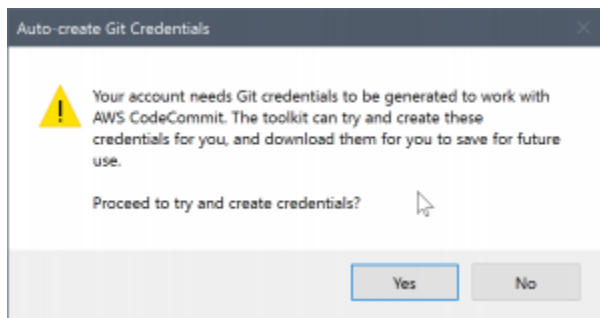 Auto-create Git Credentials
Your account needs Git credentials to be generated to work with
AWS CodeCommit. The toolkit can try and create these
credentials for you, and download them for you to save for future
use.
Proceed to try and create credentials?
Yes No